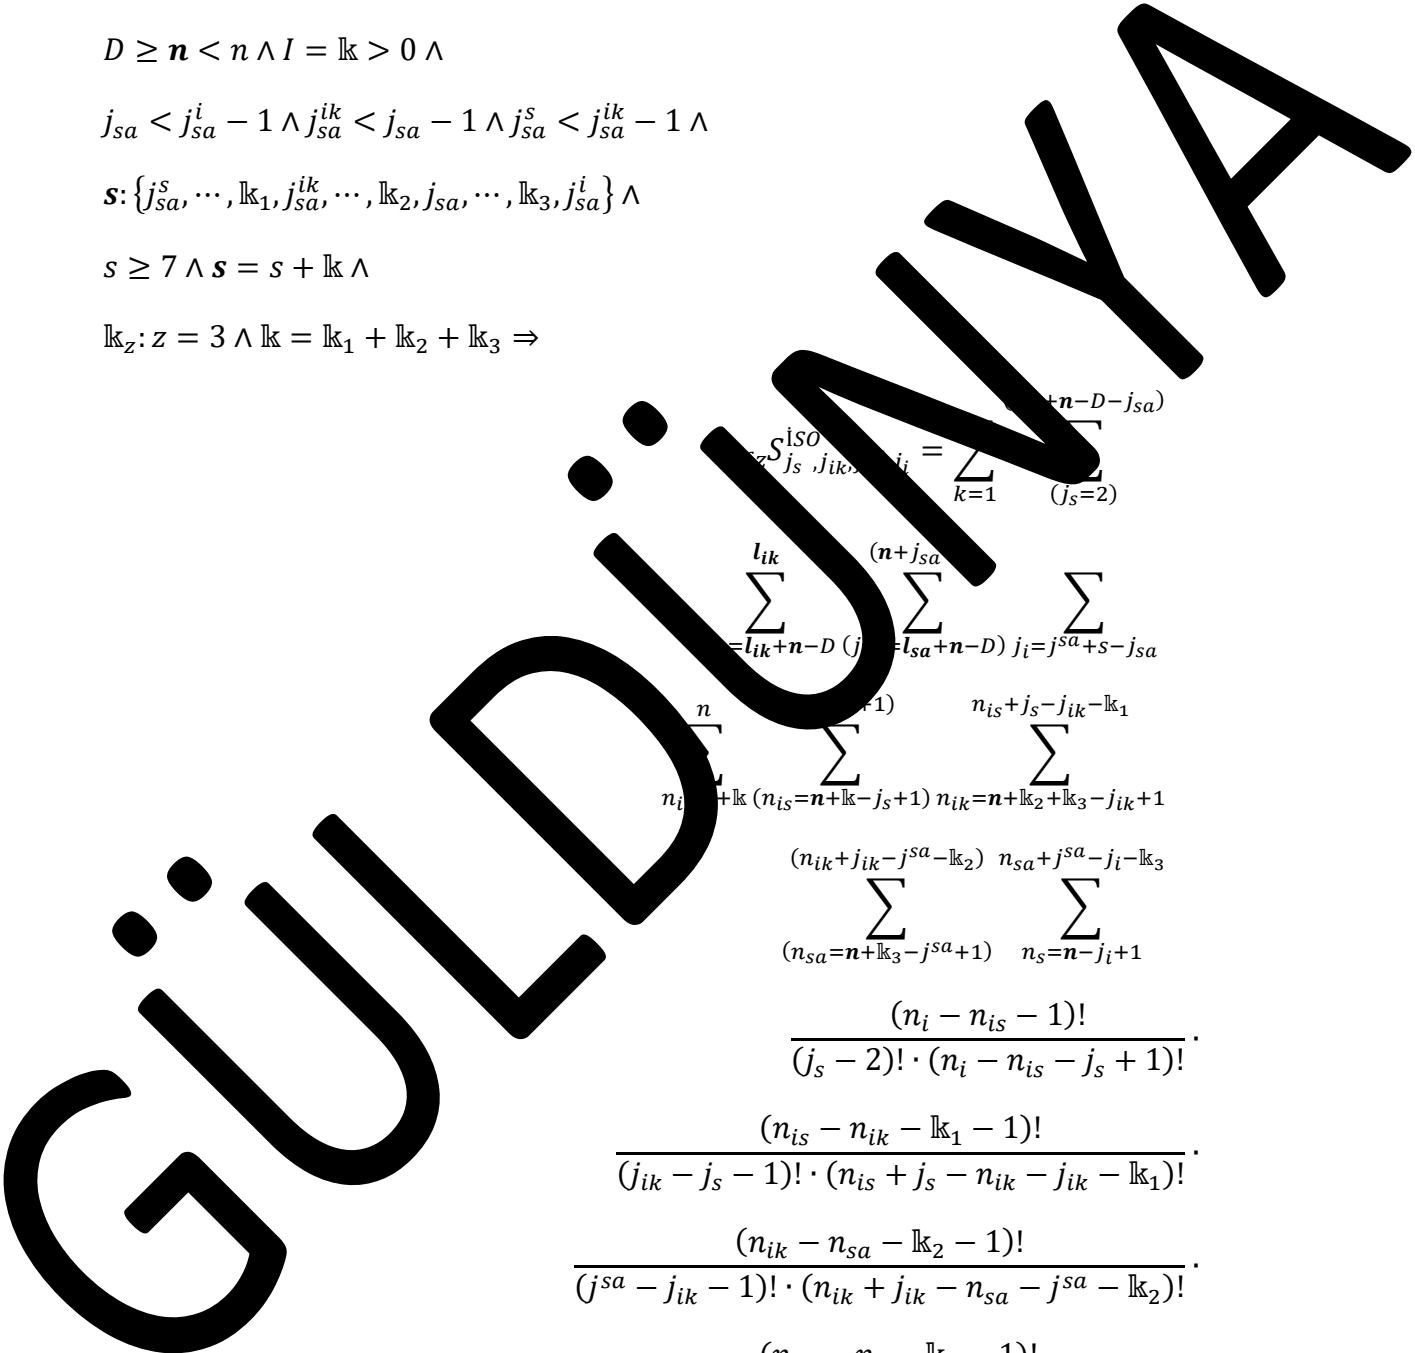 D ≥ 𝒏 < n ∧ I = 𝕜 > 0 ∧
j_{sa} < j_{sa}^{i} − 1 ∧ j_{sa}^{ik} < j_{sa} − 1 ∧ j_{sa}^{s} < j_{sa}^{ik} − 1 ∧
𝒔: {j_{sa}^{s}, ⋯, 𝕜_1, j_{sa}^{ik}, ⋯, 𝕜_2, j_{sa}, ⋯, 𝕜_3, j_{sa}^{i}} ∧
s ≥ 7 ∧ 𝒔 = s + 𝕜 ∧
𝕜_z: z = 3 ∧ 𝕜 = 𝕜_1 + 𝕜_2 + 𝕜_3 ⇒
+𝒏−D−j_{sa})
S^{İSO}_{j_s, j_{ik}, j_i} = ∑ ∑
k=1 (j_s=2)
𝒍_{ik} (𝒏+j_{sa}
∑ ∑ ∑
=𝒍_{ik}+𝒏−D (j =𝒍_{sa}+𝒏−D) j_i=j^{sa}+s−j_{sa}
n +1) n_{is}+j_s−j_{ik}−𝕜_1
∑ ∑ ∑
n_i +𝕜 (n_{is}=𝒏+𝕜−j_s+1) n_{ik}=𝒏+𝕜_2+𝕜_3−j_{ik}+1
(n_{ik}+j_{ik}−j^{sa}−𝕜_2) n_{sa}+j^{sa}−j_i−𝕜_3
∑ ∑
(n_{sa}=𝒏+𝕜_3−j^{sa}+1) n_s=𝒏−j_i+1
(n_i − n_{is} − 1)!
(j_s − 2)! · (n_i − n_{is} − j_s + 1)! ·
(n_{is} − n_{ik} − 𝕜_1 − 1)!
(j_{ik} − j_s − 1)! · (n_{is} + j_s − n_{ik} − j_{ik} − 𝕜_1)! ·
(n_{ik} − n_{sa} − 𝕜_2 − 1)!
(j^{sa} − j_{ik} − 1)! · (n_{ik} + j_{ik} − n_{sa} − j^{sa} − 𝕜_2)! ·
GÜLDÜNYA